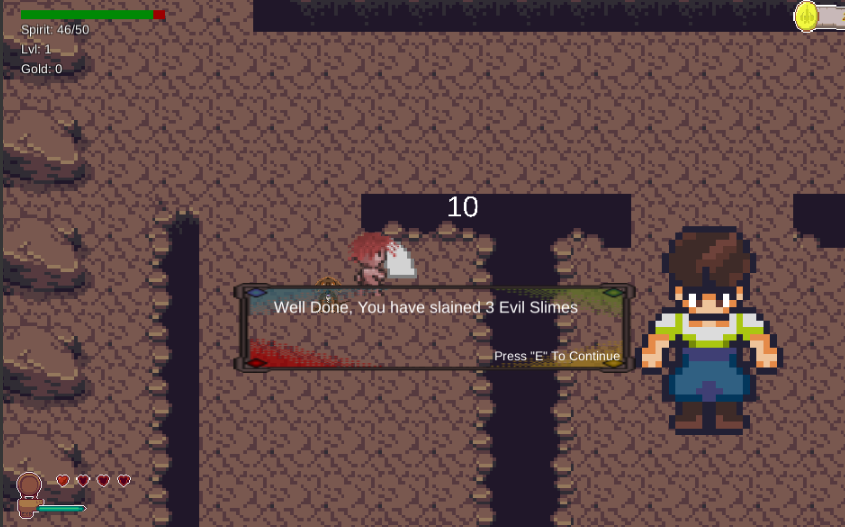 Spirit: 46/50
Lvl: 1
Gold: 0
10
Well Done, You have slained 3 Evil Slimes
Press "E" To Continue